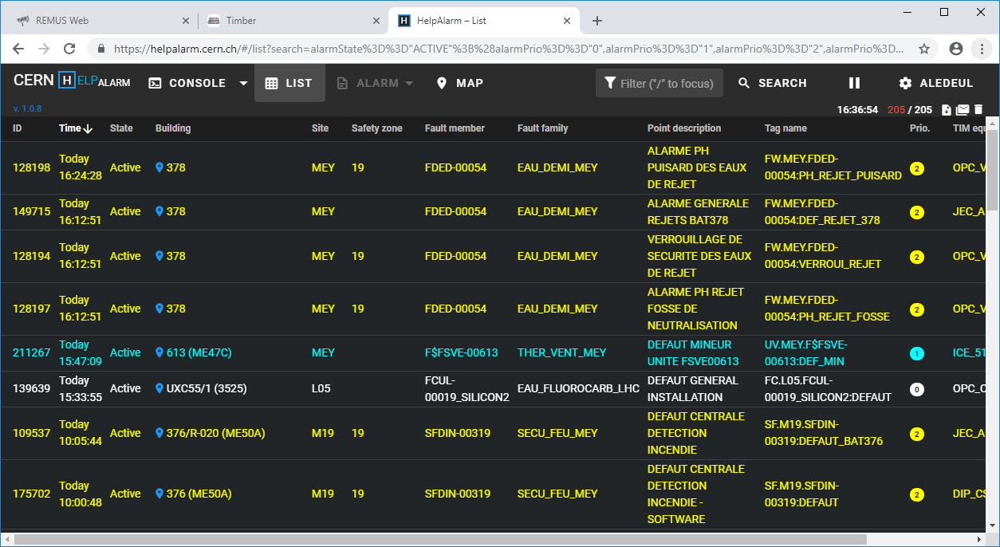 REMUS Web
Timber
HelpAlarm – List
https://helpalarm.cern.ch/#/list?search=alarmState%3D%3D"ACTIVE"%3B%28alarmPrio%3D%3D"0",alarmPrio%3D%3D"1",alarmPrio%3D%3D"2",alarmPrio%3D...
CERN HELPALARM CONSOLE LIST ALARM MAP Filter ("/" to focus) SEARCH ALEDEUL
v. 1.0.8 16:36:54 205 / 205
ID Time State Building Site Safety zone Fault member Fault family Point description Tag name Prio. TIM equ
128198 Today 16:24:28 Active 378 MEY 19 FDED-00054 EAU_DEMI_MEY ALARME PH PUISARD DES EAUX DE REJET FW.MEY.FDED-00054:PH_REJET_PUISARD 2 OPC_V
149715 Today 16:12:51 Active 378 MEY FDED-00054 EAU_DEMI_MEY ALARME GENERALE REJETS BAT378 FW.MEY.FDED-00054:DEF_REJET_378 2 JEC_A
128194 Today 16:12:51 Active 378 MEY 19 FDED-00054 EAU_DEMI_MEY VERROUILLAGE DE SECURITE DES EAUX DE REJET FW.MEY.FDED-00054:VERROUI_REJET 2 OPC_V
128197 Today 16:12:51 Active 378 MEY 19 FDED-00054 EAU_DEMI_MEY ALARME PH REJET FOSSE DE NEUTRALISATION FW.MEY.FDED-00054:PH_REJET_FOSSE 2 OPC_V
211267 Today 15:47:09 Active 613 (ME47C) MEY F$FSVE-00613 THER_VENT_MEY DEFAUT MINEUR UNITE FSVE00613 UV.MEY.F$FSVE-00613:DEF_MIN 1 ICE_51
139639 Today 15:33:55 Active UXC55/1 (3525) L05 FCUL-00019_SILICON2 EAU_FLUOROCARB_LHC DEFAUT GENERAL INSTALLATION FC.L05.FCUL-00019_SILICON2:DEFAUT 0 OPC_C
109537 Today 10:05:44 Active 376/R-020 (ME50A) M19 19 SFDIN-00319 SECU_FEU_MEY DEFAUT CENTRALE DETECTION INCENDIE SF.M19.SFDIN-00319:DEFAUT_BAT376 2 JEC_A
175702 Today 10:00:48 Active 376 (ME50A) M19 19 SFDIN-00319 SECU_FEU_MEY DEFAUT CENTRALE DETECTION INCENDIE - SOFTWARE SF.M19.SFDIN-00319:DEFAUT 2 DIP_CS